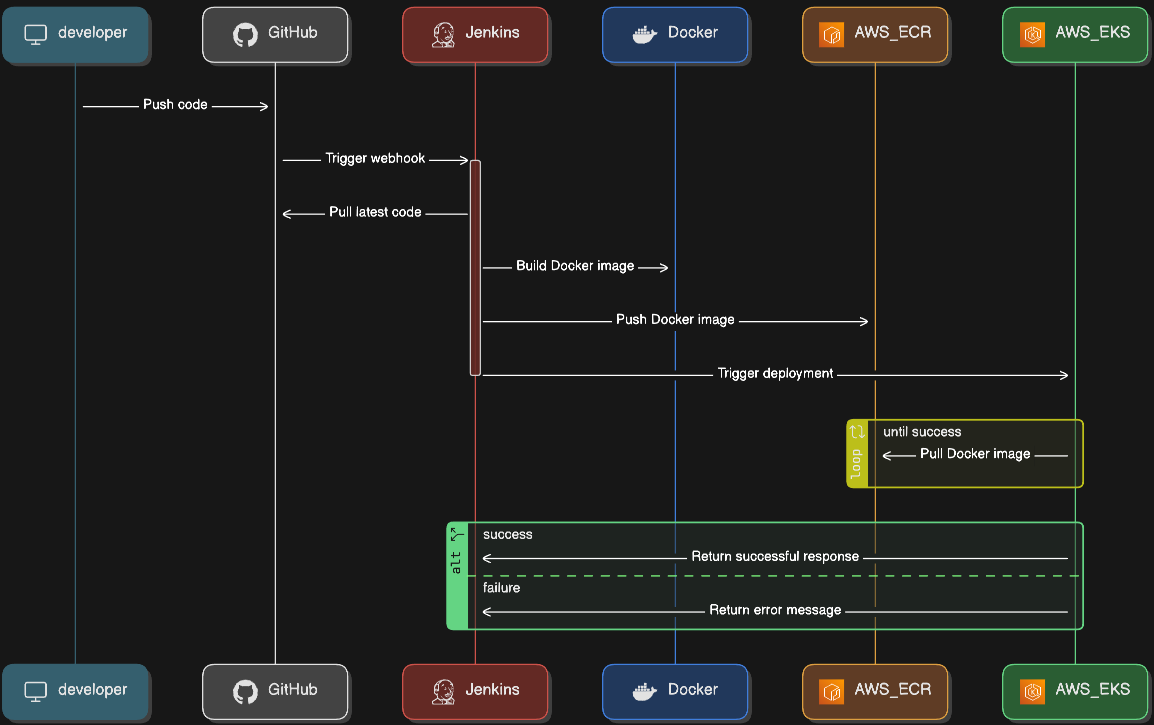 developer
GitHub
Jenkins
Docker
AWS_ECR
AWS_EKS
Push code
Trigger webhook
Pull latest code
Build Docker image
Push Docker image
Trigger deployment
loop
until success
Pull Docker image
alt
success
Return successful response
failure
Return error message
developer
GitHub
Jenkins
Docker
AWS_ECR
AWS_EKS